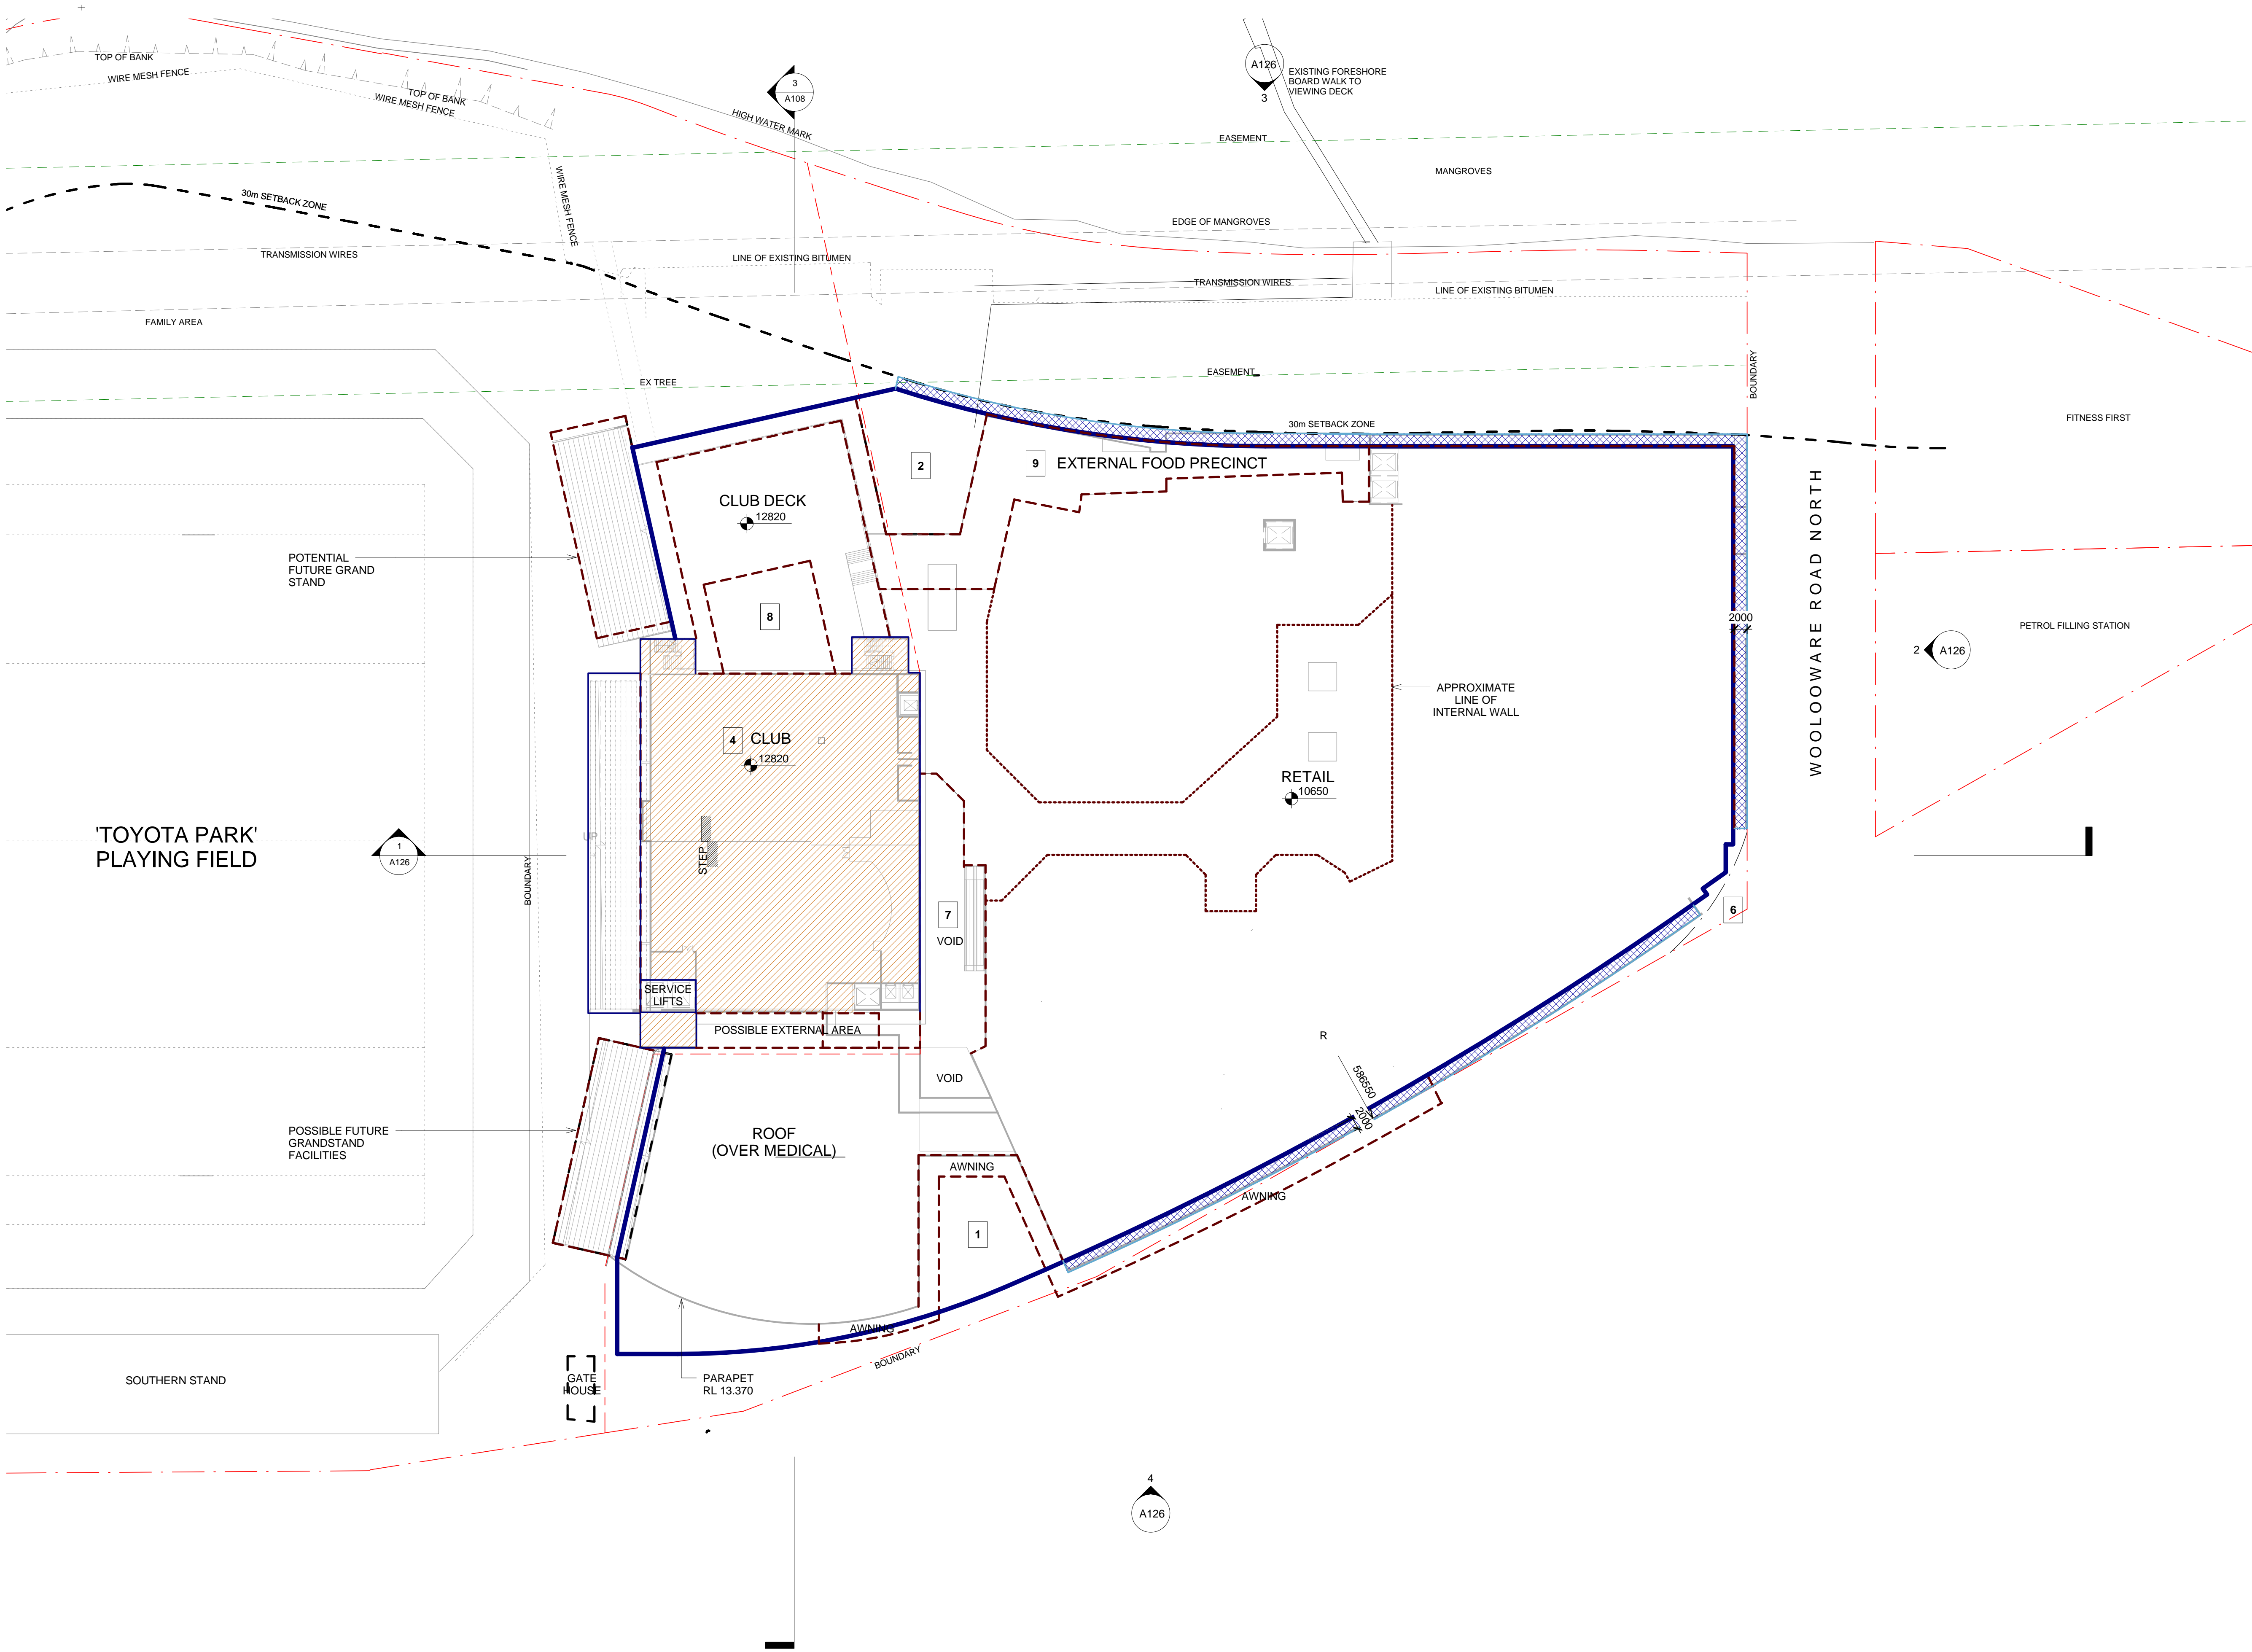 TOP OF BANK
WIRE MESH FENCE
TOP OF BANK
WIRE MESH FENCE
3
A108
HIGH WATER MARK
A126
3
EXISTING FORESHORE
BOARD WALK TO
VIEWING DECK
EASEMENT
MANGROVES
WIRE MESH FENCE
30m SETBACK ZONE
EDGE OF MANGROVES
TRANSMISSION WIRES
LINE OF EXISTING BITUMEN
TRANSMISSION WIRES
LINE OF EXISTING BITUMEN
FAMILY AREA
EX TREE
EASEMENT
BOUNDARY
30m SETBACK ZONE
FITNESS FIRST
2
9
EXTERNAL FOOD PRECINCT
CLUB DECK
12820
POTENTIAL
FUTURE GRAND
STAND
8
2000
WOOLOOWARE ROAD NORTH
PETROL FILLING STATION
2
A126
APPROXIMATE
LINE OF
INTERNAL WALL
4
CLUB
12820
RETAIL
10650
'TOYOTA PARK'
PLAYING FIELD
1
A126
UP
STEP
BOUNDARY
7
VOID
6
SERVICE
LIFTS
POSSIBLE EXTERNAL AREA
R
586550
2000
VOID
POSSIBLE FUTURE
GRANDSTAND
FACILITIES
ROOF
(OVER MEDICAL)
AWNING
AWNING
1
AWNING
BOUNDARY
SOUTHERN STAND
GATE
HOUSE
PARAPET
RL 13.370
4
A126